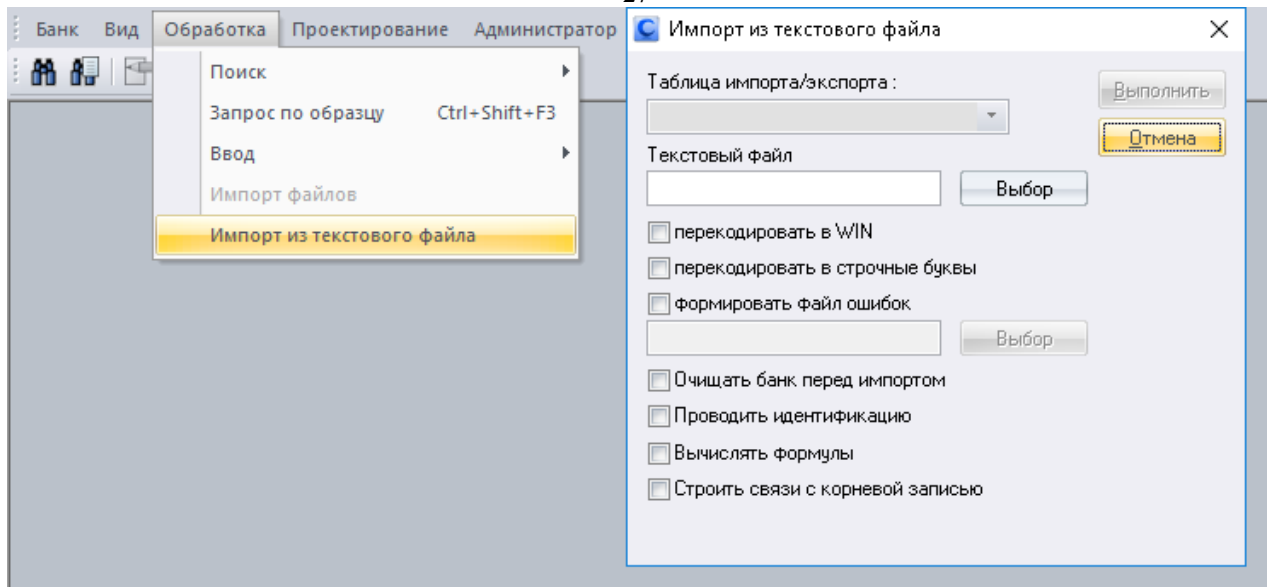 Банк Вид Обработка Проектирование Администратор
Поиск
Запрос по образцу Ctrl+Shift+F3
Ввод
Импорт файлов
Импорт из текстового файла
Импорт из текстового файла
Таблица импорта/экспорта :
Выполнить
Отмена
Текстовый файл
Выбор
перекодировать в WIN
перекодировать в строчные буквы
формировать файл ошибок
Выбор
Очищать банк перед импортом
Проводить идентификацию
Вычислять формулы
Строить связи с корневой записью